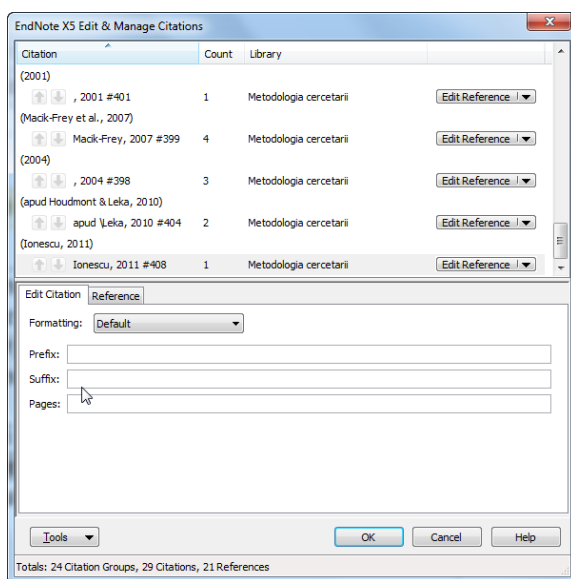 EndNote X5 Edit & Manage Citations
Citation Count Library
(2001)
, 2001 #401 1 Metodologia cercetarii Edit Reference
(Macik-Frey et al., 2007)
Macik-Frey, 2007 #399 4 Metodologia cercetarii Edit Reference
(2004)
, 2004 #398 3 Metodologia cercetarii Edit Reference
(apud Houdmont & Leka, 2010)
apud \Leka, 2010 #404 2 Metodologia cercetarii Edit Reference
(Ionescu, 2011)
Ionescu, 2011 #408 1 Metodologia cercetarii Edit Reference
Edit Citation Reference
Formatting: Default
Prefix:
Suffix:
Pages:
Tools OK Cancel Help
Totals: 24 Citation Groups, 29 Citations, 21 References